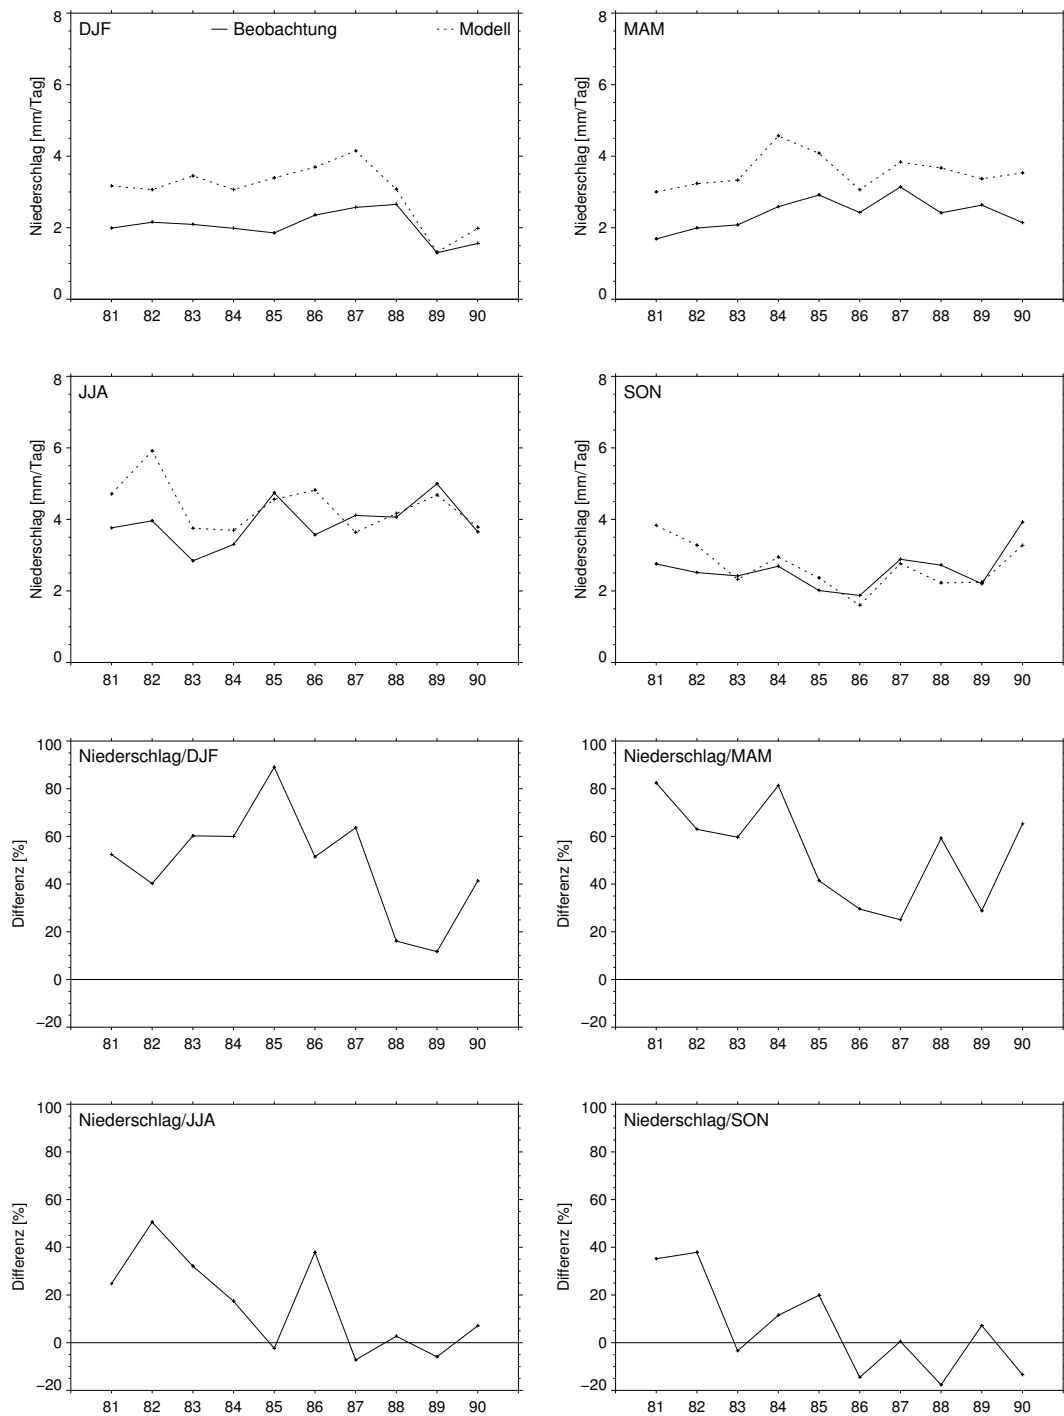 DJF — Beobachtung ··· Modell
Niederschlag [mm/Tag]
8
6
4
2
0
81 82 83 84 85 86 87 88 89 90
MAM
Niederschlag [mm/Tag]
8
6
4
2
0
81 82 83 84 85 86 87 88 89 90
JJA
Niederschlag [mm/Tag]
8
6
4
2
0
81 82 83 84 85 86 87 88 89 90
SON
Niederschlag [mm/Tag]
8
6
4
2
0
81 82 83 84 85 86 87 88 89 90
Niederschlag/DJF
Differenz [%]
100
80
60
40
20
0
−20
81 82 83 84 85 86 87 88 89 90
Niederschlag/MAM
Differenz [%]
100
80
60
40
20
0
−20
81 82 83 84 85 86 87 88 89 90
Niederschlag/JJA
Differenz [%]
100
80
60
40
20
0
−20
81 82 83 84 85 86 87 88 89 90
Niederschlag/SON
Differenz [%]
100
80
60
40
20
0
−20
81 82 83 84 85 86 87 88 89 90